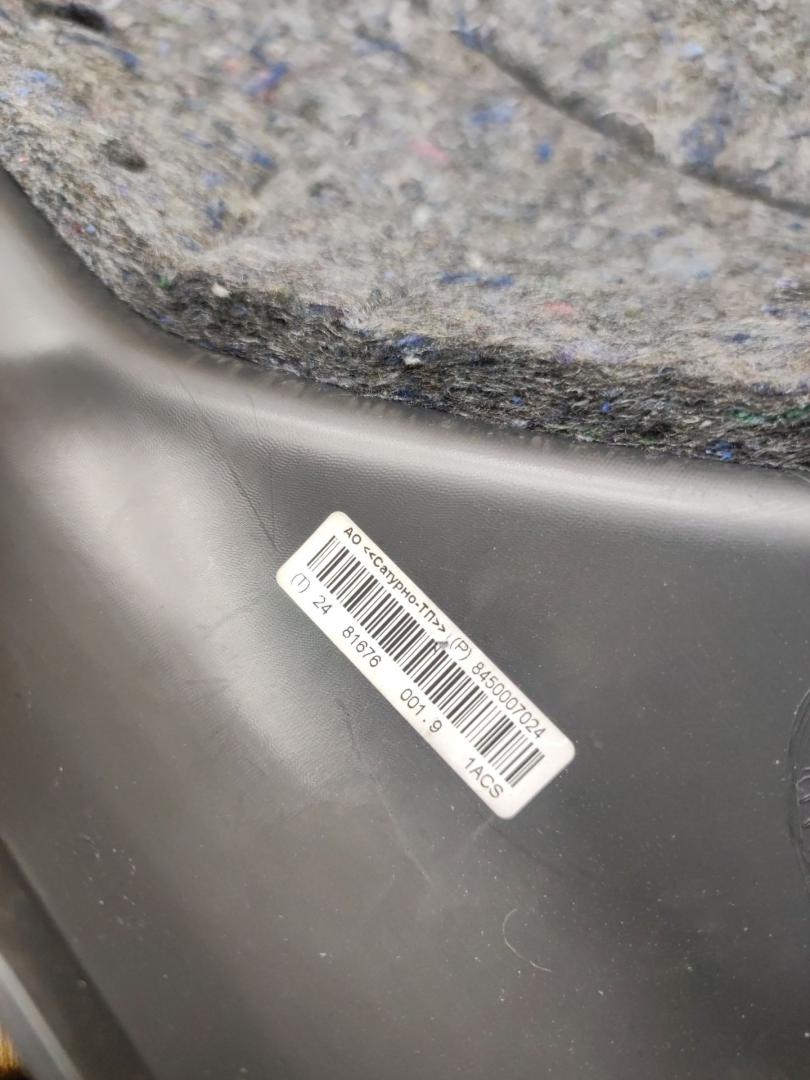 АО <<Сатурно-ТП>> (P) 8450007024
(T) 24 81676 001.9 1ACS